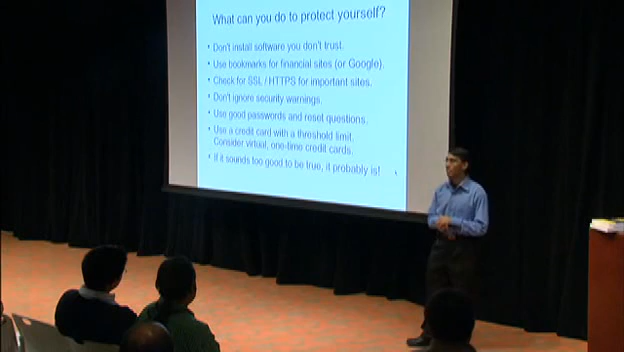 What can you do to protect yourself?
• Don't install software you don't trust.
• Use bookmarks for financial sites (or Google).
• Check for SSL / HTTPS for important sites.
• Don't ignore security warnings.
• Use good passwords and reset questions.
• Use a credit card with a threshold limit.
Consider virtual, one-time credit cards.
• If it sounds too good to be true, it probably is!